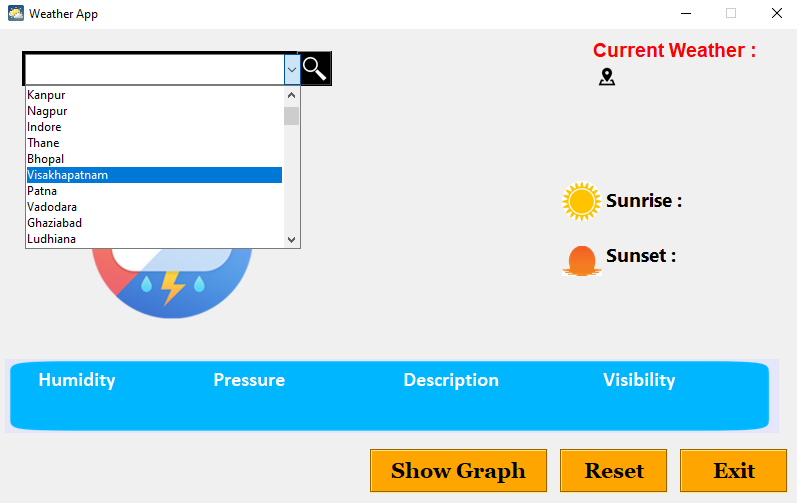 Weather App
Current Weather :
Kanpur
Nagpur
Indore
Thane
Bhopal
Visakhapatnam
Patna
Vadodara
Ghaziabad
Ludhiana
Sunrise :
Sunset :
Humidity Pressure Description Visibility
Show Graph Reset Exit